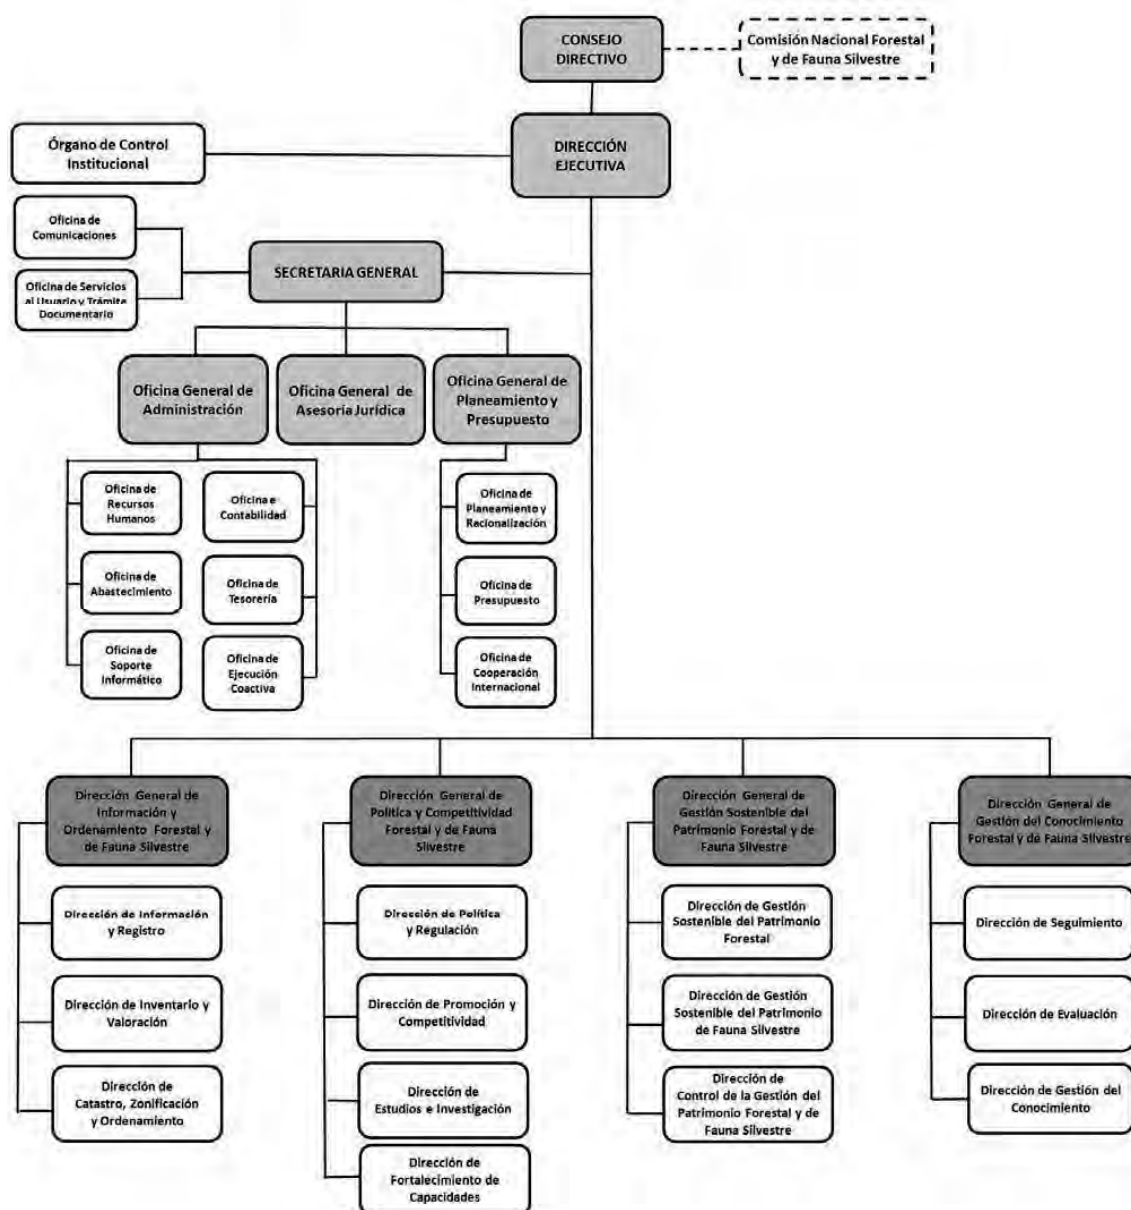 CONSEJO
DIRECTIVO
Comisión Nacional Forestal
y de Fauna Silvestre
DIRECCIÓN
EJECUTIVA
Órgano de Control
Institucional
Oficina de
Comunicaciones
SECRETARIA GENERAL
Oficina de Servicios
al Usuario y Trámite
Documentario
Oficina General de
Administración
Oficina General de
Asesoría Jurídica
Oficina General de
Planeamiento y
Presupuesto
Oficina de
Recursos
Humanos
Oficina e
Contabilidad
Oficina de
Planeamiento y
Racionalización
Oficina de
Abastecimiento
Oficina de
Tesorería
Oficina de
Presupuesto
Oficina de
Soporte
Informático
Oficina de
Ejecución
Coactiva
Oficina de
Cooperación
Internacional
Dirección General de
Información y
Ordenamiento Forestal y
de Fauna Silvestre
Dirección General de
Política y Competitividad
Forestal y de Fauna
Silvestre
Dirección General de
Gestión Sostenible del
Patrimonio Forestal y de
Fauna Silvestre
Dirección General de
Gestión del Conocimiento
Forestal y de Fauna Silvestre
Dirección de Información
y Registro
Dirección de Política
y Regulación
Dirección de Gestión
Sostenible del Patrimonio
Forestal
Dirección de Seguimiento
Dirección de Inventario y
Valoración
Dirección de Promoción y
Competitividad
Dirección de Gestión
Sostenible del Patrimonio
de Fauna Silvestre
Dirección de Evaluación
Dirección de
Catastro, Zonificación
y Ordenamiento
Dirección de
Estudios e Investigación
Dirección de
Control de la Gestión del
Patrimonio Forestal y de
Fauna Silvestre
Dirección de Gestión del
Conocimiento
Dirección de
Fortalecimiento de
Capacidades